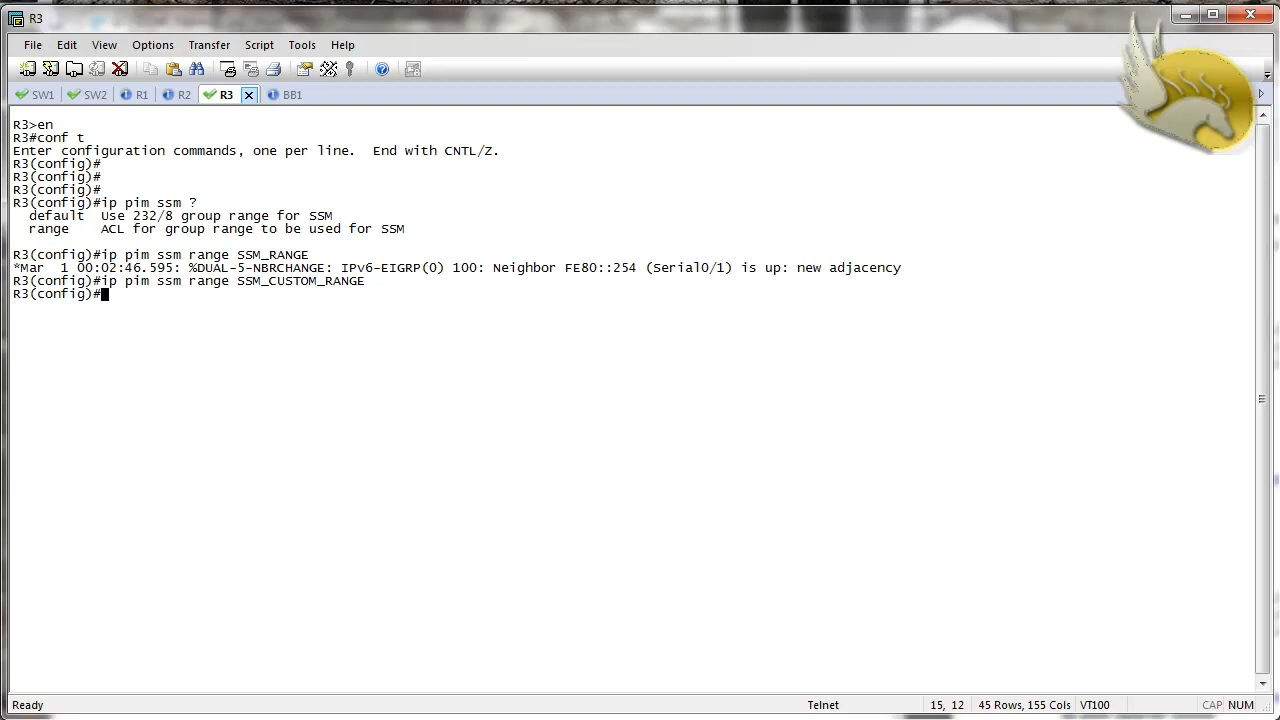 R3
File Edit View Options Transfer Script Tools Help
SW1 SW2 R1 R2 R3 BB1
R3>en
R3#conf t
Enter configuration commands, one per line.  End with CNTL/Z.
R3(config)#
R3(config)#
R3(config)#
R3(config)#ip pim ssm ?
  default  Use 232/8 group range for SSM
  range    ACL for group range to be used for SSM
R3(config)#ip pim ssm range SSM_RANGE
*Mar  1 00:02:46.595: %DUAL-5-NBRCHANGE: IPv6-EIGRP(0) 100: Neighbor FE80::254 (Serial0/1) is up: new adjacency
R3(config)#ip pim ssm range SSM_CUSTOM_RANGE
R3(config)#
Ready Telnet 15, 12 45 Rows, 155 Cols VT100 CAP NUM